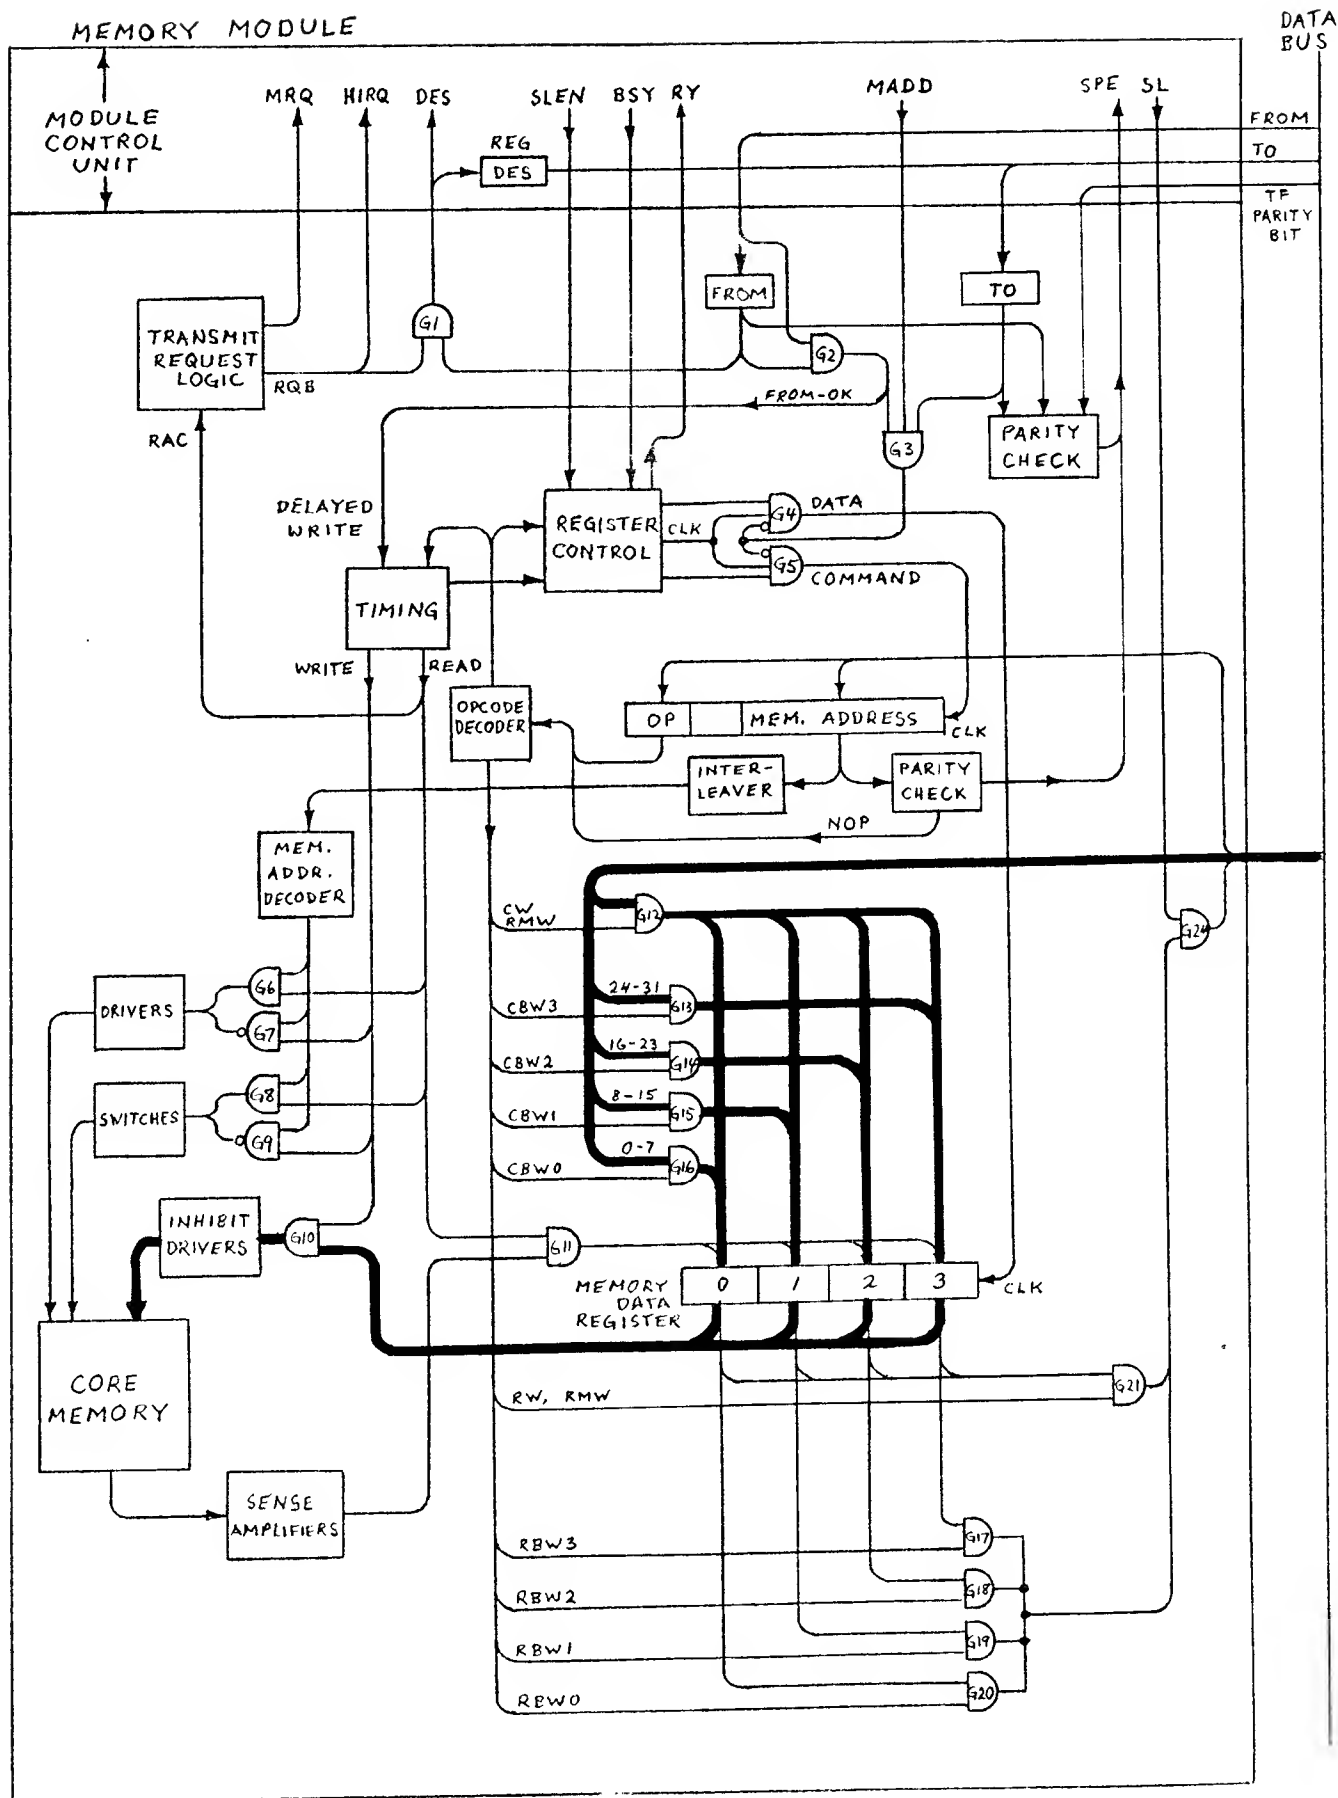 MEMORY MODULE
DATA
BUS
MODULE
CONTROL
UNIT
MRQ
HIRQ
DES
SLEN
BSY
RY
MADD
SPE
SL
FROM
TO
TF
PARITY
BIT
REG
DES
FROM
TO
TRANSMIT
REQUEST
LOGIC
RQB
G1
G2
FROM-OK
RAC
G3
PARITY
CHECK
DELAYED
WRITE
REGISTER
CONTROL
CLK
G4
DATA
G5
COMMAND
TIMING
WRITE
READ
OPCODE
DECODER
OP
MEM. ADDRESS
CLK
INTER-
LEAVER
PARITY
CHECK
NOP
MEM.
ADDR.
DECODER
CW
RMW
G12
G24
DRIVERS
G6
G7
24-31
G13
CBW3
16-23
G14
CBW2
SWITCHES
G8
G9
8-15
G15
CBW1
0-7
G16
CBW0
INHIBIT
DRIVERS
G10
G11
MEMORY
DATA
REGISTER
0
1
2
3
CLK
CORE
MEMORY
RW, RMW
G21
SENSE
AMPLIFIERS
RBW3
G17
RBW2
G18
RBW1
G19
RBW0
G20